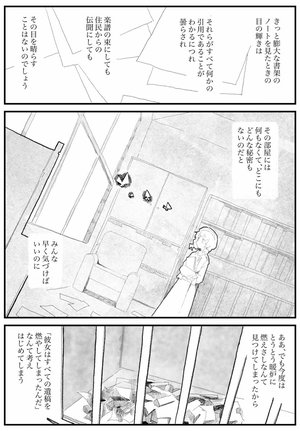 きっと膨大な書架の
ノートを見たときの
目の輝きは
それらがすべて何かの
引用であることが
わかるにつれ
曇らされ
楽譜の束にしても
住民からの
伝聞にしても
その目を晴らす
ことはないのでしょう
その部屋には
何もなくて、どこにも
どんな秘密も
ないのだと
みんな
早く気づけば
いいのに
ああ、でも今度は
とうとう暖炉に
燃えさしなんて
見つけてしまったから
「彼女はすべての遺稿を
燃やしてしまったんだ」
なんて考え
はじめてしまう